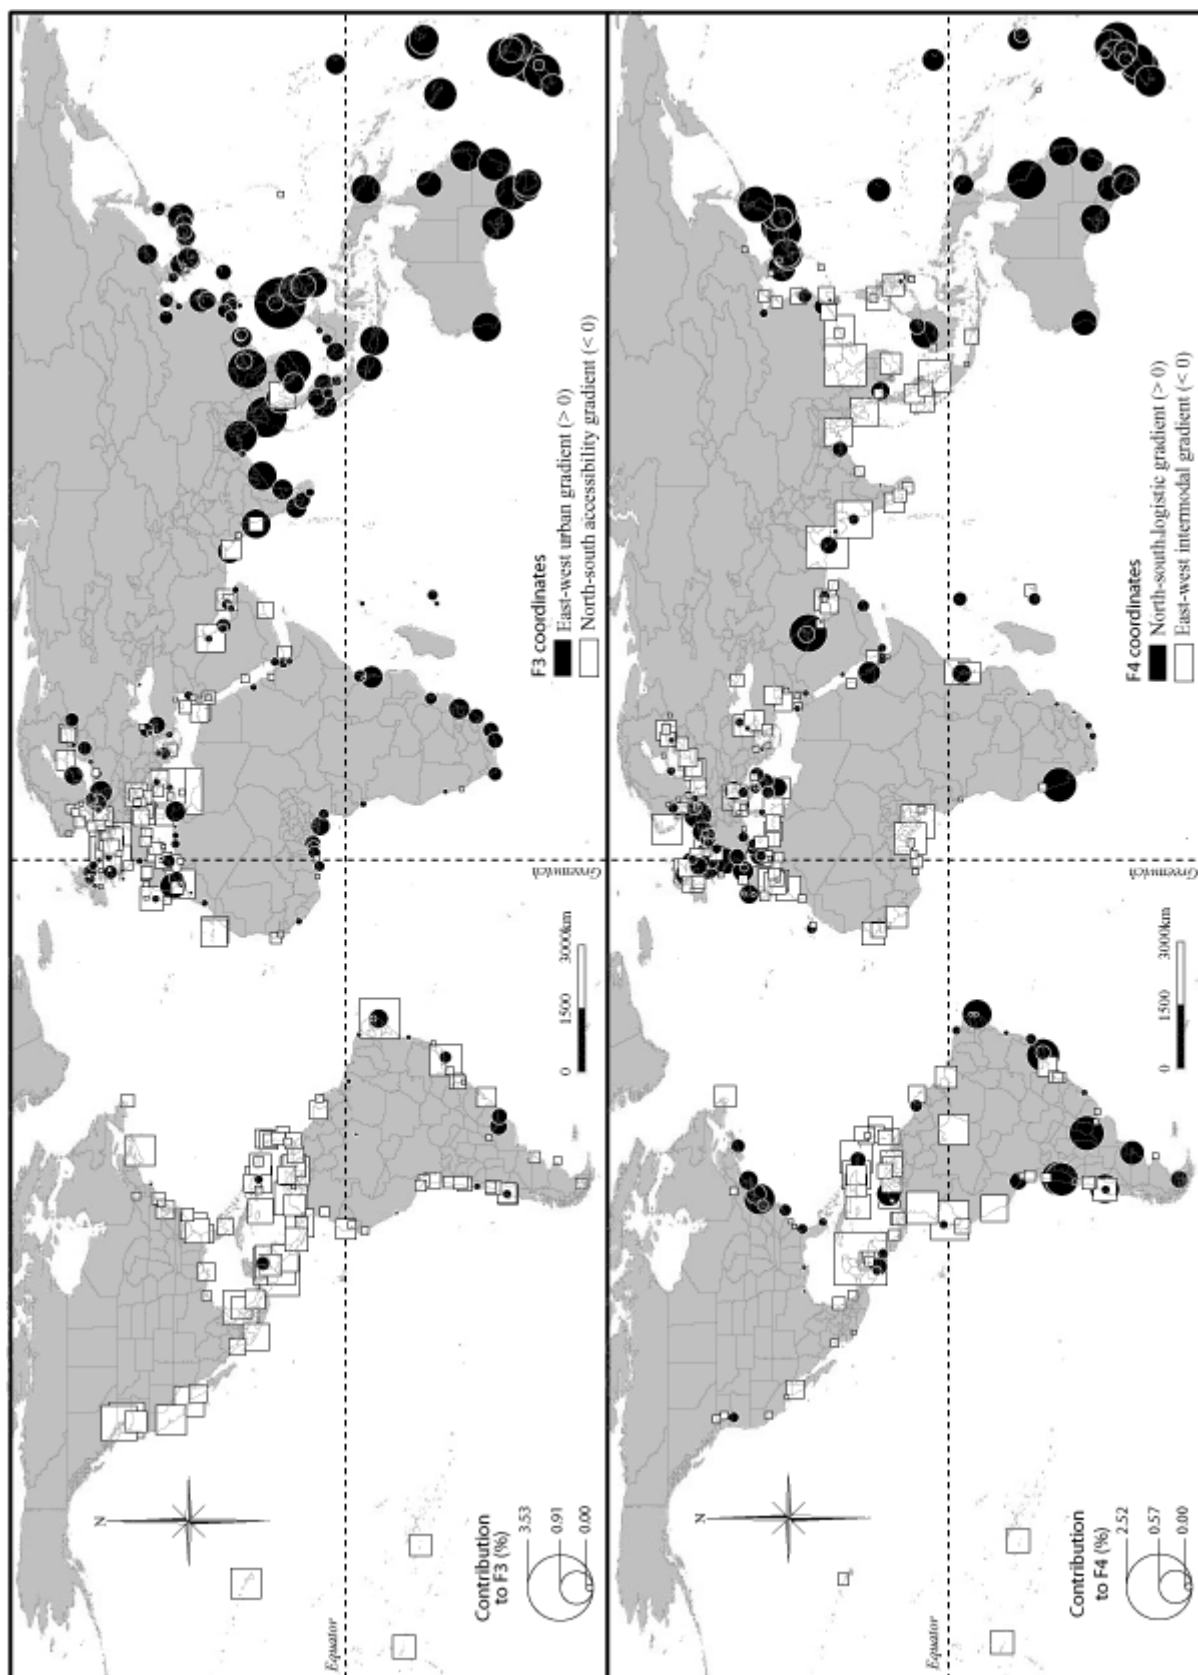 N
Equator
Greenwich
Contribution
to F3 (%)
3.53
0.91
0.00
0
1500
3000km
F3 coordinates
East-west urban gradient (> 0)
North-south accessibility gradient (< 0)
N
Equator
Greenwich
Contribution
to F4 (%)
2.52
0.57
0.00
0
1500
3000km
F4 coordinates
North-south logistic gradient (> 0)
East-west intermodal gradient (< 0)